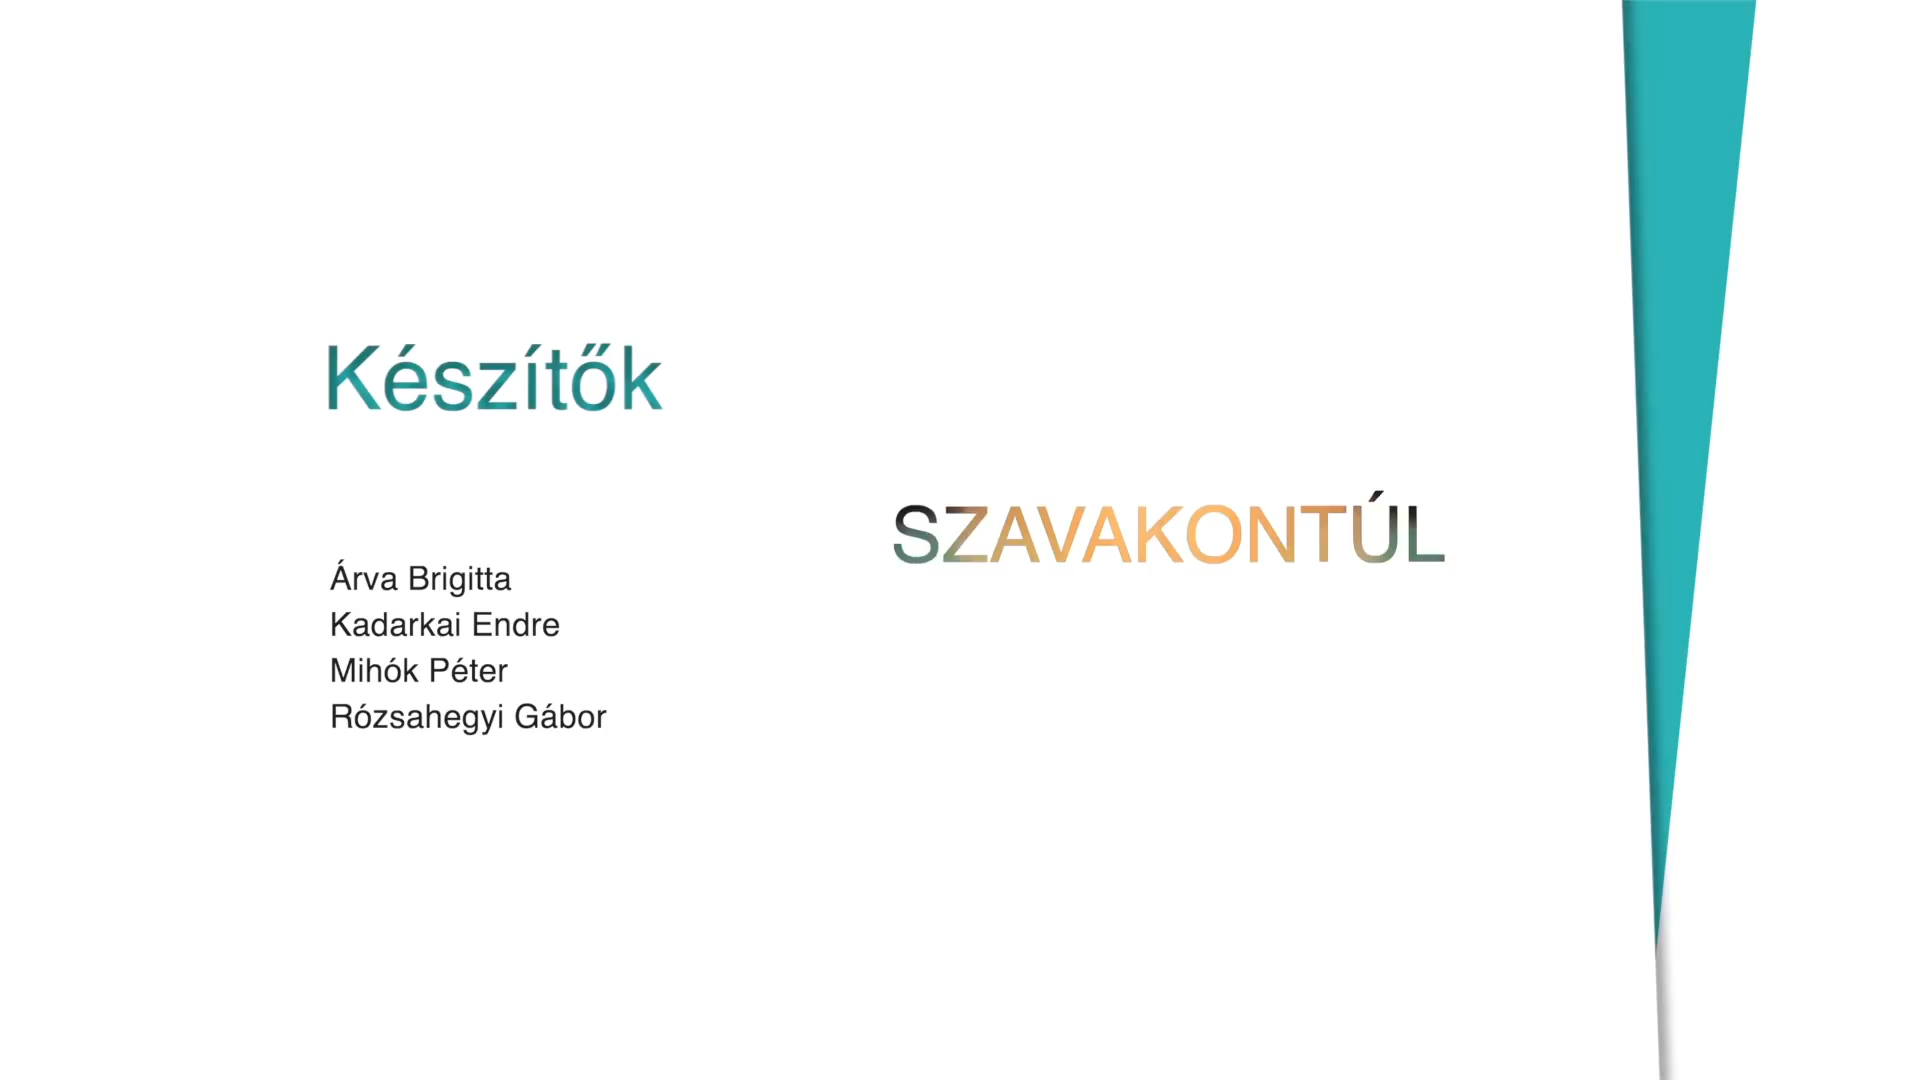 Készítők
SZAVAKONTÚL
Árva Brigitta
Kadarkai Endre
Mihók Péter
Rózsahegyi Gábor